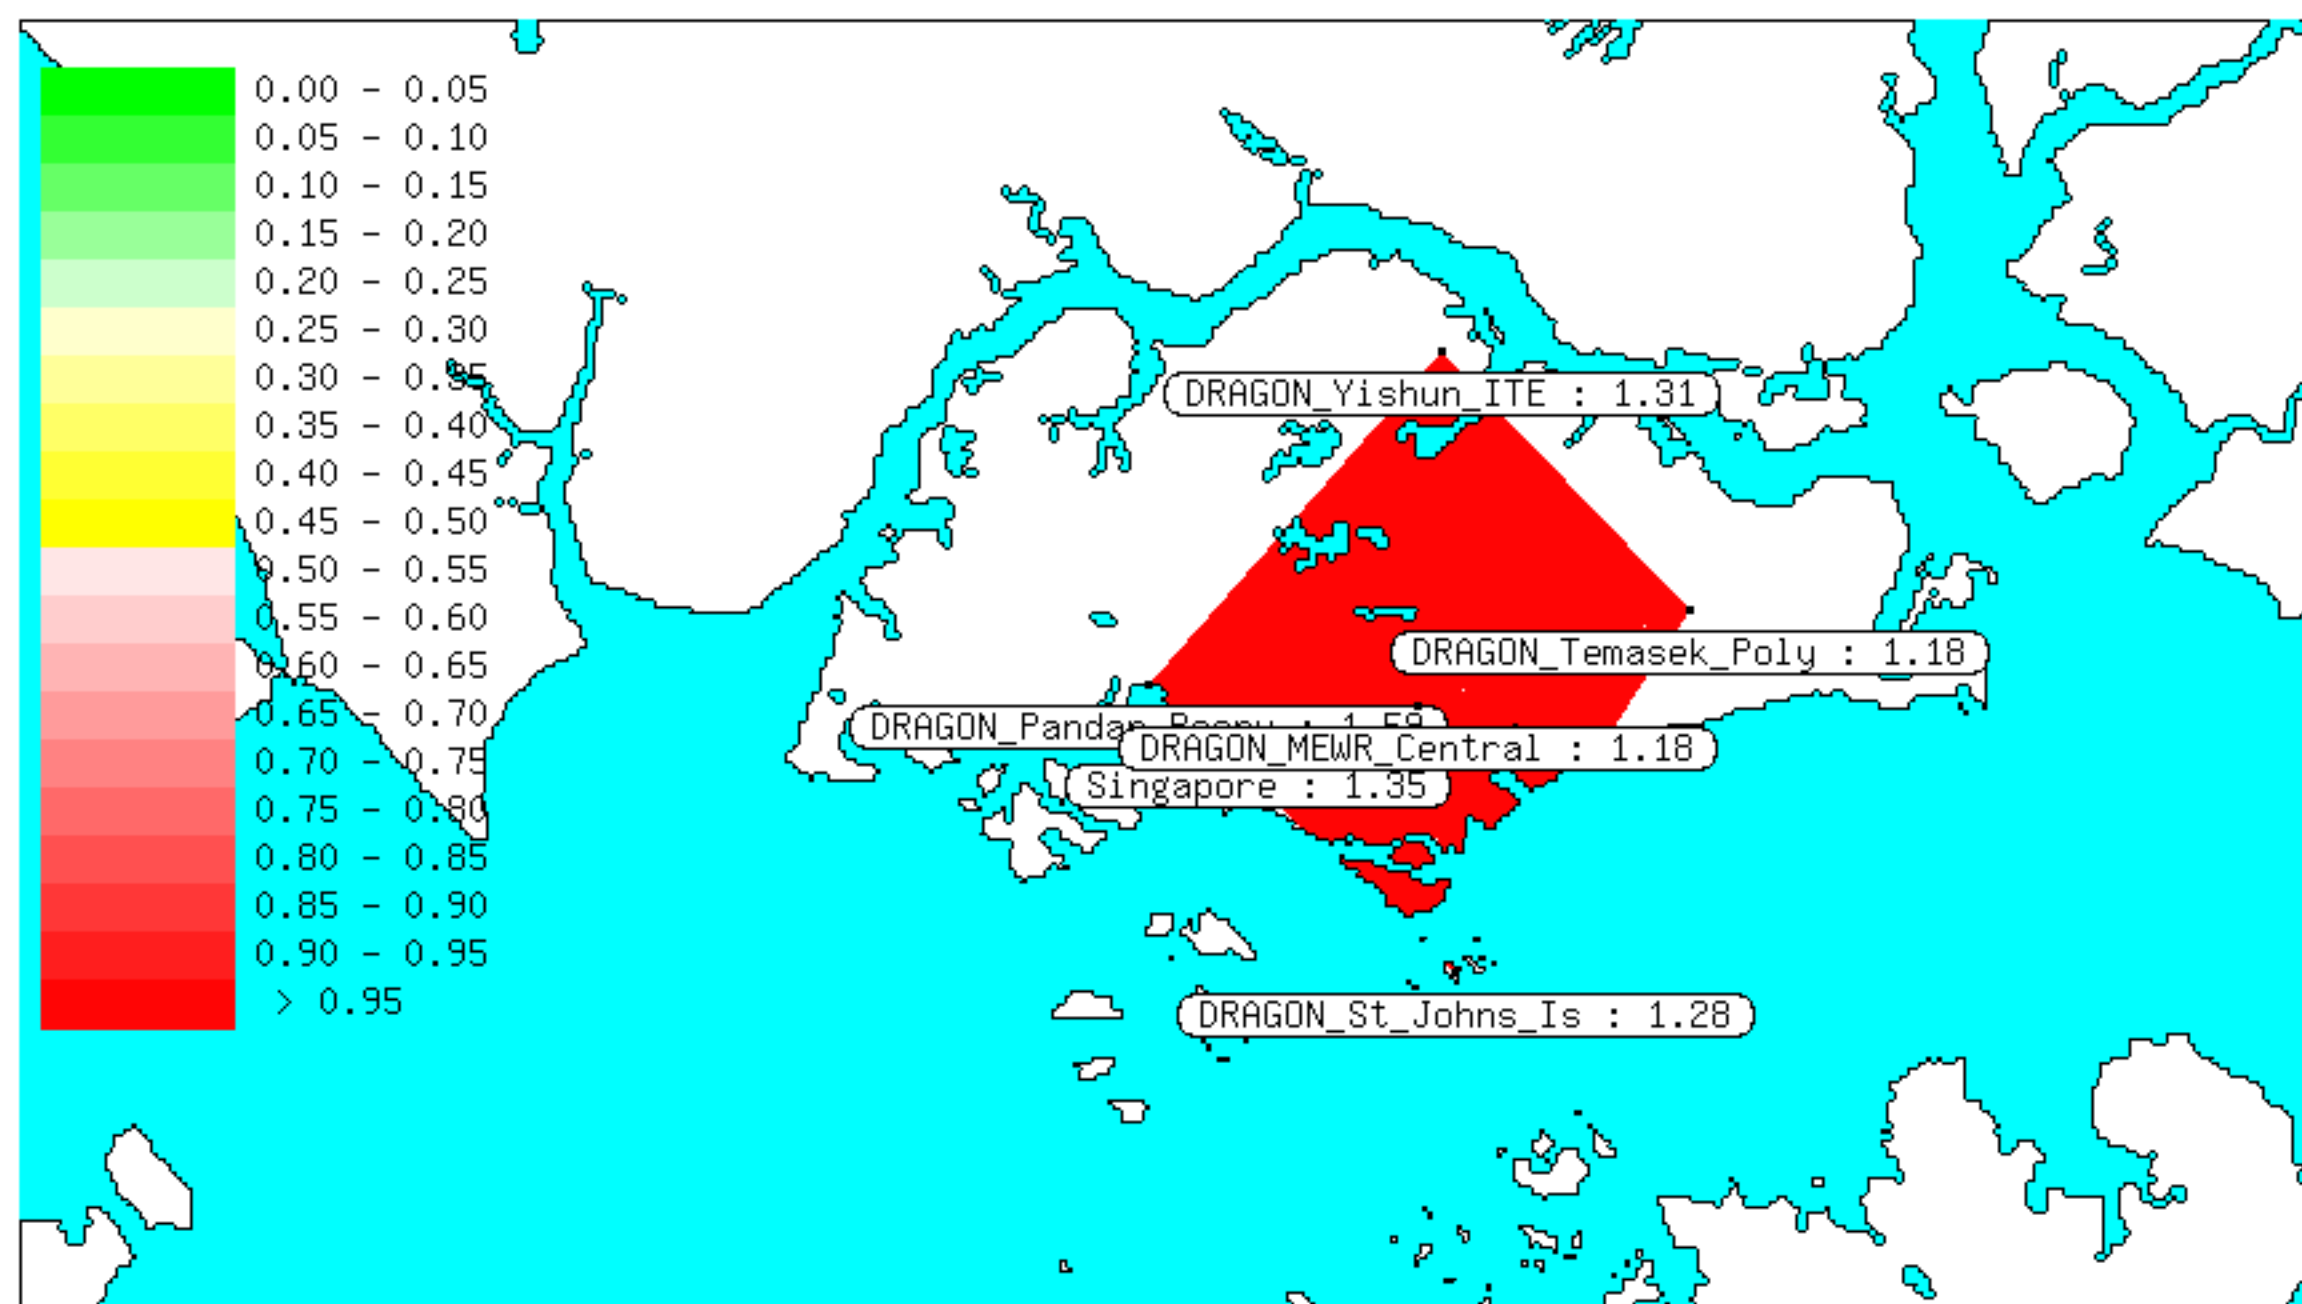 0.00 - 0.05
0.05 - 0.10
0.10 - 0.15
0.15 - 0.20
0.20 - 0.25
0.25 - 0.30
0.30 - 0.35
0.35 - 0.40
0.40 - 0.45
0.45 - 0.50
0.50 - 0.55
0.55 - 0.60
0.60 - 0.65
0.65 - 0.70
0.70 - 0.75
0.75 - 0.80
0.80 - 0.85
0.85 - 0.90
0.90 - 0.95
> 0.95
DRAGON_Yishun_ITE : 1.31
DRAGON_Temasek_Poly : 1.18
: 1.59
DRAGON_MEWR_Central : 1.18
Singapore : 1.35
DRAGON_St_Johns_Is : 1.28